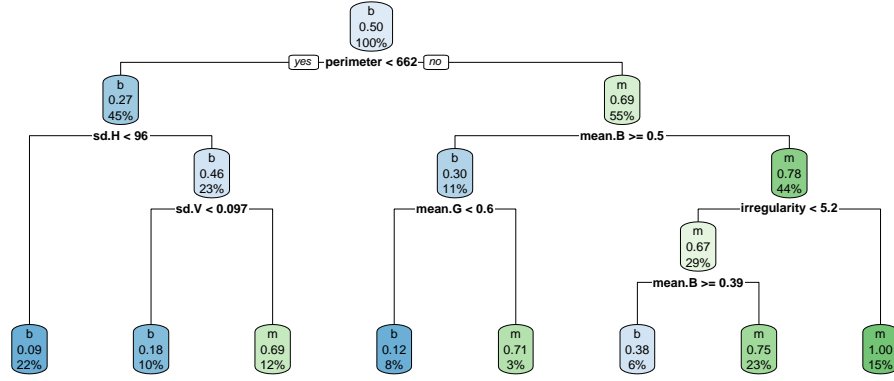 b
0.50
100%
yes perimeter < 662 no
b
0.27
45%
m
0.69
55%
sd.H < 96
mean.B >= 0.5
b
0.46
23%
b
0.30
11%
m
0.78
44%
sd.V < 0.097
mean.G < 0.6
irregularity < 5.2
m
0.67
29%
mean.B >= 0.39
b
0.09
22%
b
0.18
10%
m
0.69
12%
b
0.12
8%
m
0.71
3%
b
0.38
6%
m
0.75
23%
m
1.00
15%